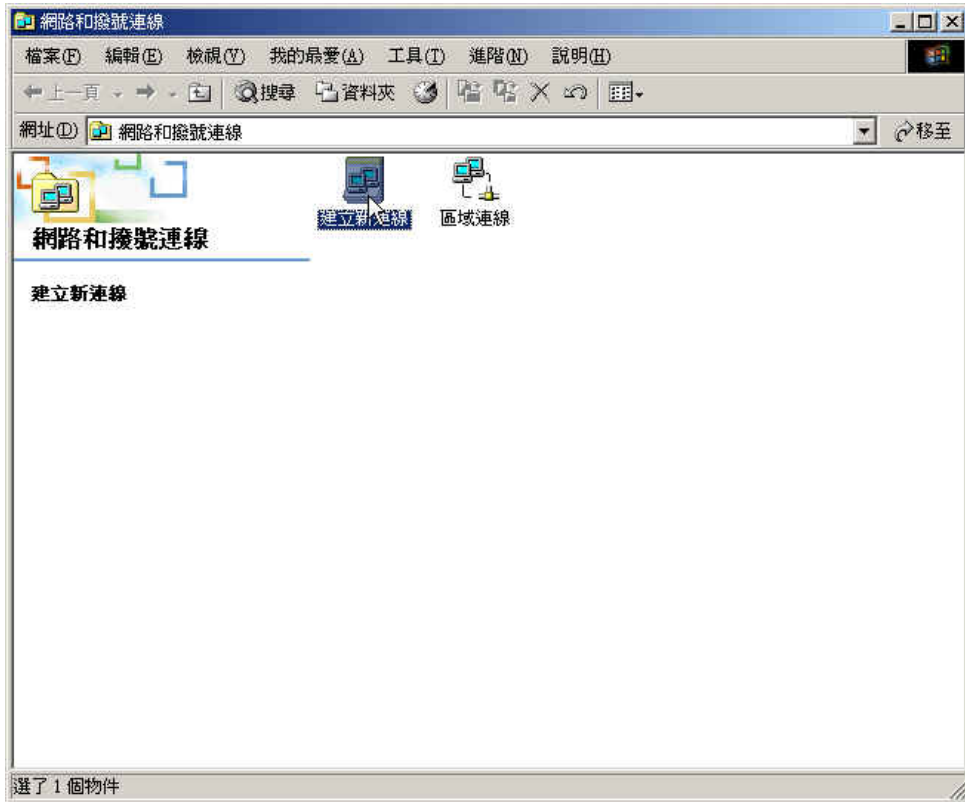 網路和撥號連線
檔案(F) 編輯(E) 檢視(V) 我的最愛(A) 工具(T) 進階(N) 說明(H)
上一頁 搜尋 資料夾
網址(D) 網路和撥號連線 移至
建立新連線 區域連線
網路和撥號連線
建立新連線
選了 1 個物件